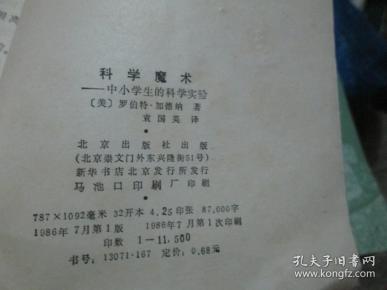 科学魔术
——中小学生的科学实验
〔美〕罗伯特·加德纳 著
袁国英 译
北京出版社出版
(北京崇文门外东兴隆街51号)
新华书店北京发行所发行
马池口印刷厂印刷
787×1092毫米 32开本 4.25印张 87,000字
1986年7月第1版 1986年7月第1次印刷
印数 1—11,500
书号：13071·167 定价：0.68元
孔夫子旧书网